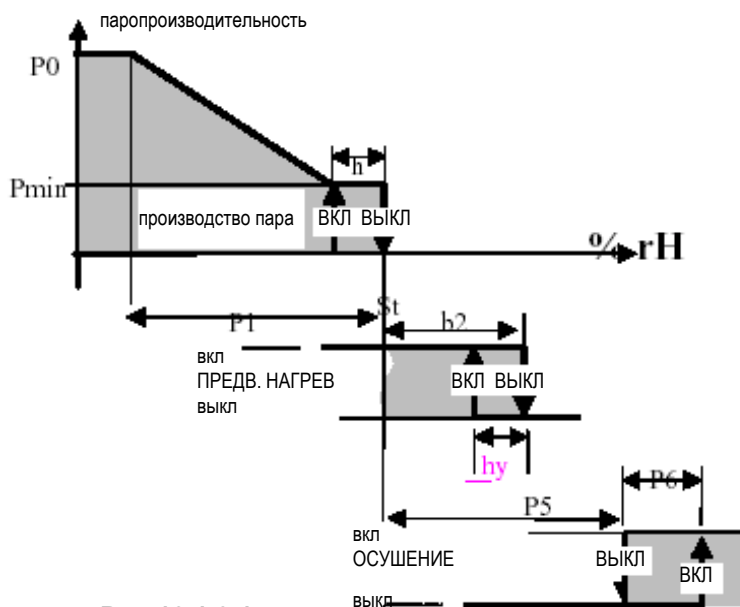 паропроизводительность
P0
h
Pmin
производство пара
ВКЛ ВЫКЛ
% rH
St
P1
b2
вкл
ПРЕДВ. НАГРЕВ
выкл
ВКЛ ВЫКЛ
hy
P6
P5
вкл
ОСУШЕНИЕ
ВЫКЛ
ВКЛ
выкл